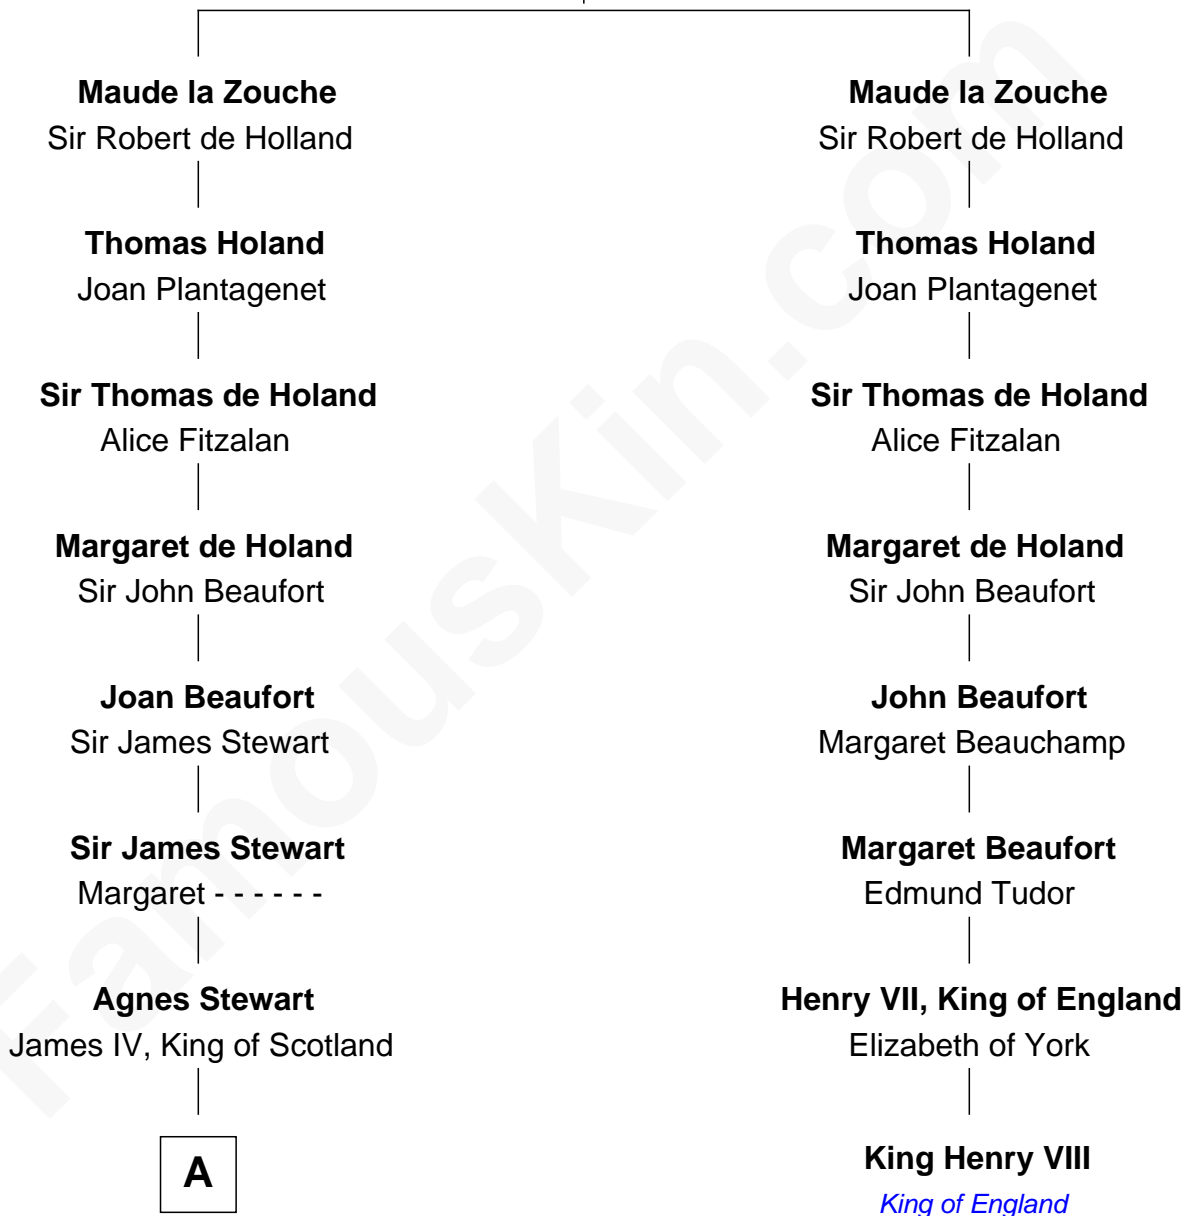 Maude la Zouche
Sir Robert de Holland
Thomas Holand
Joan Plantagenet
Sir Thomas de Holand
Alice Fitzalan
Margaret de Holand
Sir John Beaufort
Joan Beaufort
Sir James Stewart
Sir James Stewart
Margaret - - - - - -
Agnes Stewart
James IV, King of Scotland
A
Maude la Zouche
Sir Robert de Holland
Thomas Holand
Joan Plantagenet
Sir Thomas de Holand
Alice Fitzalan
Margaret de Holand
Sir John Beaufort
John Beaufort
Margaret Beauchamp
Margaret Beaufort
Edmund Tudor
Henry VII, King of England
Elizabeth of York
King Henry VIII
King of England
FamousKin.com